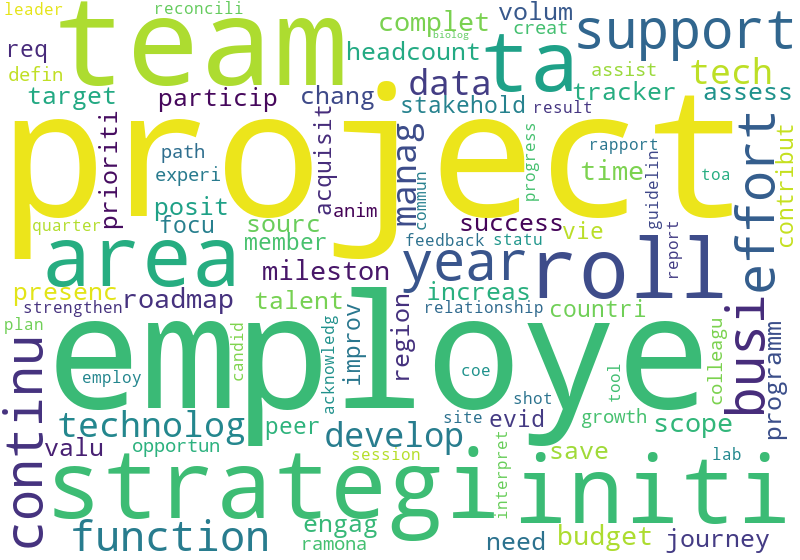 leader
reconcili
team
complet
volum
creat
biolog
support
req
headcount
ta
defin
data
assist
tech
target
particip
chang
stakehold
result
tracker
assess
project
prioriti
path
experi
acquisit
manag
commun
progress
rapport
time
toa
guidelin
effort
contribut
posit
focu
anim
quarter
sourc
member
success
feedback
statu
vie
area
mileston
year
roll
report
presenc
strengthen
roadmap
talent
region
increas
relationship
countri
busi
colleagu
programm
plan
employe
candid
acknowledg
improv
employ
coe
shot
tool
continu
technolog
peer
develop
site
evid
growth
scope
valu
opportun
session
interpret
save
lab
strategi
initi
function
engag
ramona
need
budget
journey